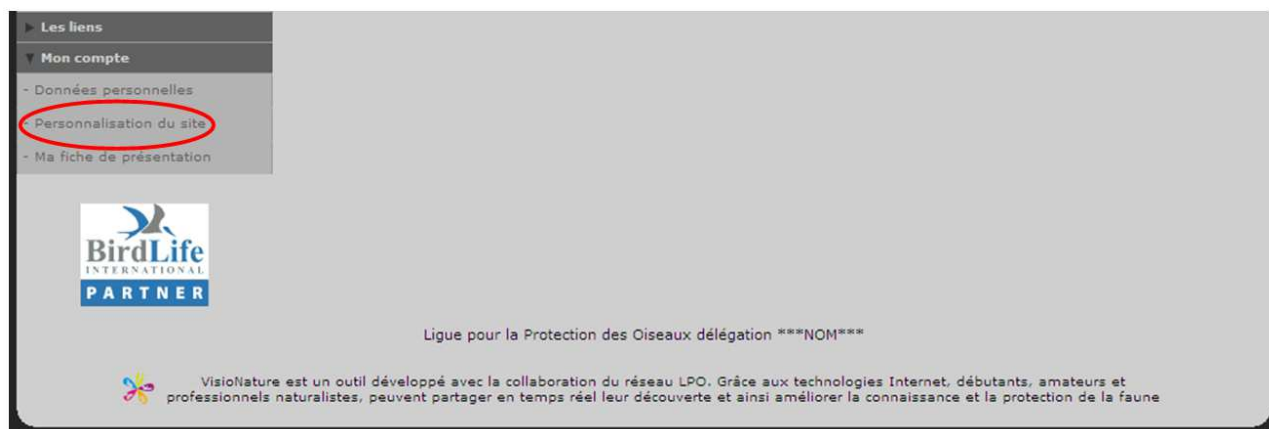 Les liens
Mon compte
- Données personnelles
- Personnalisation du site
- Ma fiche de présentation
BirdLife
INTERNATIONAL
PARTNER
Ligue pour la Protection des Oiseaux délégation ***NOM***
VisioNature est un outil développé avec la collaboration du réseau LPO. Grâce aux technologies Internet, débutants, amateurs et
professionnels naturalistes, peuvent partager en temps réel leur découverte et ainsi améliorer la connaissance et la protection de la faune